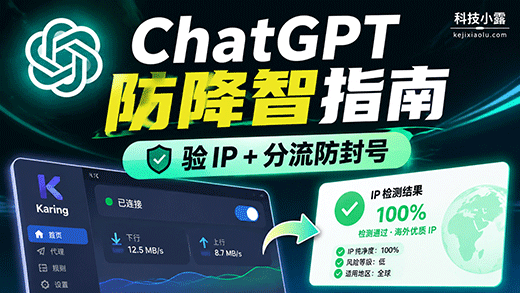 科技小露
kejixiaolu.com
ChatGPT
防降智指南
验 IP + 分流防封号
Karing
首页
代理
规则
设置
已连接
下行
12.5 MB/s
上行
8.7 MB/s
IP 检测结果
100%
检测通过 · 海外优质 IP
IP 纯净度：100%
风险等级：低
适用地区：全球